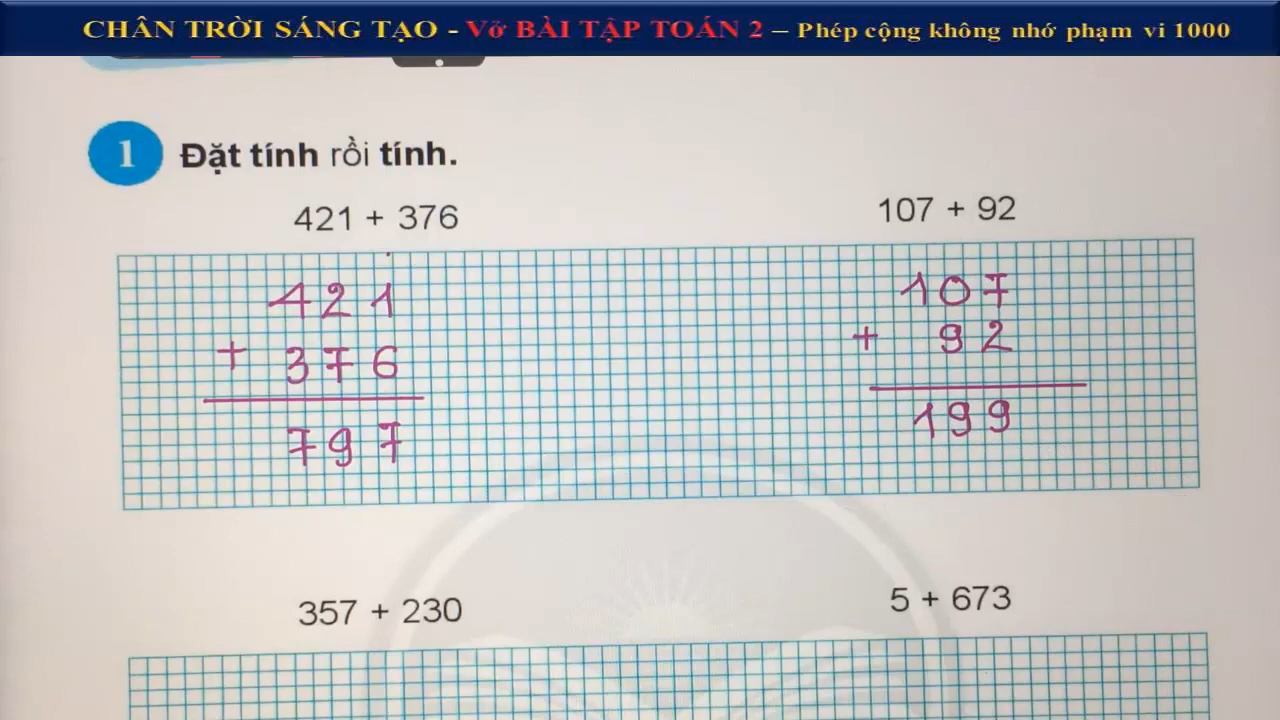 CHÂN TRỜI SÁNG TẠO - Vở BÀI TẬP TOÁN 2 – Phép cộng không nhớ phạm vi 1000
1 Đặt tính rồi tính.
421 + 376
107 + 92
421
+ 376
797
107
+ 92
199
357 + 230
5 + 673